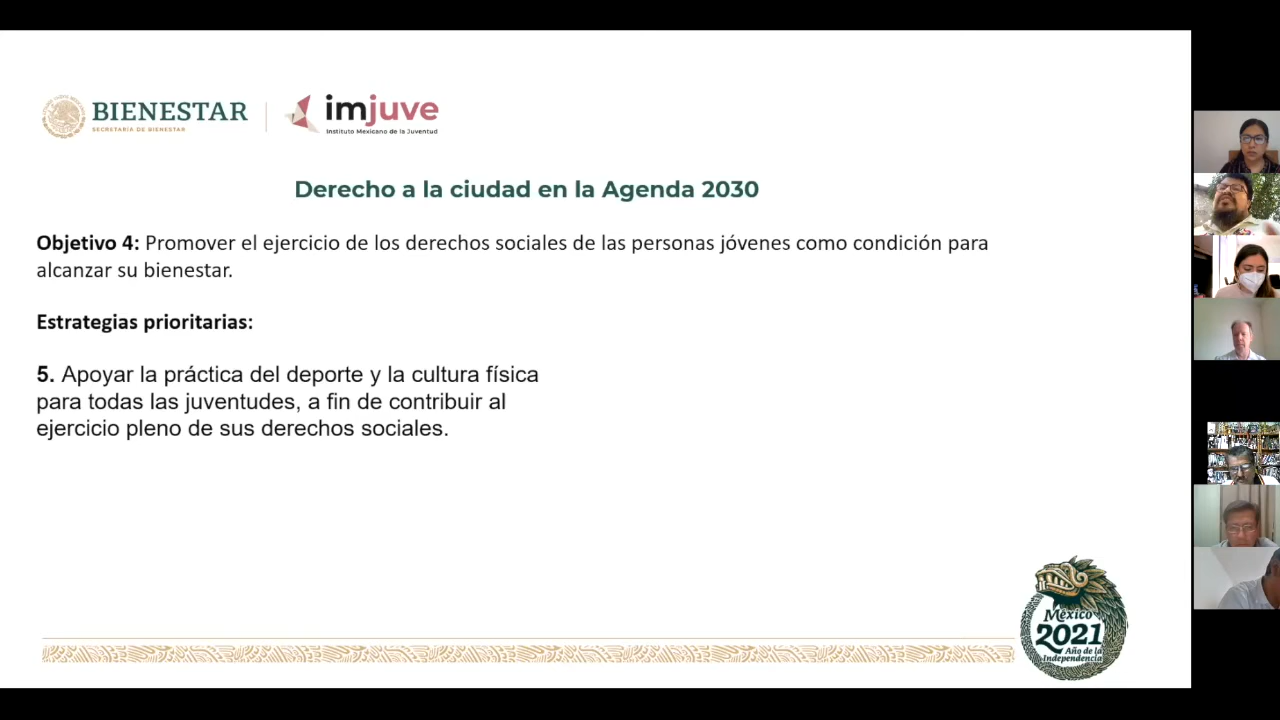 BIENESTAR
SECRETARÍA DE BIENESTAR
imjuve
Instituto Mexicano de la Juventud
Derecho a la ciudad en la Agenda 2030
Objetivo 4: Promover el ejercicio de los derechos sociales de las personas jóvenes como condición para
alcanzar su bienestar.
Estrategias prioritarias:
5. Apoyar la práctica del deporte y la cultura física
para todas las juventudes, a fin de contribuir al
ejercicio pleno de sus derechos sociales.
México
2021
Año de la
Independencia